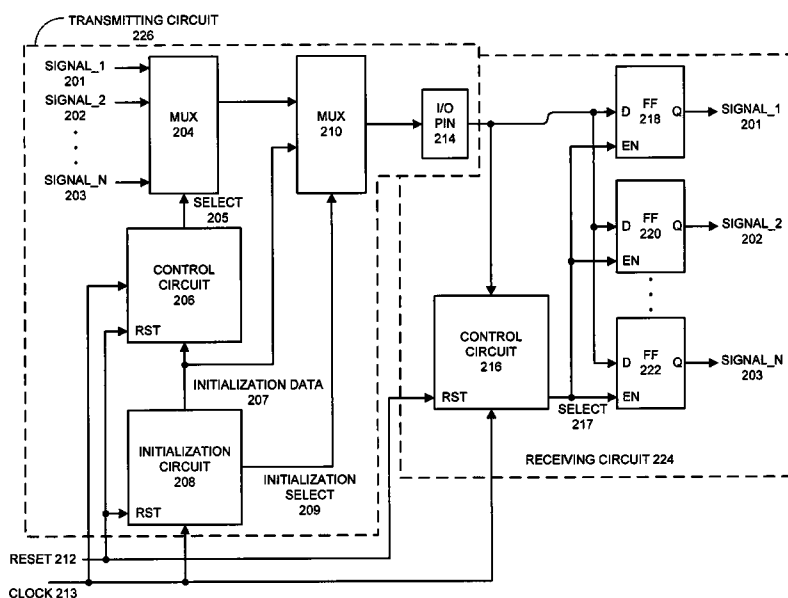 TRANSMITTING CIRCUIT
226
SIGNAL_1
201
SIGNAL_2
202
SIGNAL_N
203
MUX
204
SELECT
205
MUX
210
I/O
PIN
214
CONTROL
CIRCUIT
206
RST
INITIALIZATION DATA
207
INITIALIZATION
CIRCUIT
208
RST
INITIALIZATION
SELECT
209
RESET 212
CLOCK 213
CONTROL
CIRCUIT
216
RST
SELECT
217
D FF Q
218
EN
SIGNAL_1
201
D FF Q
220
EN
SIGNAL_2
202
D FF Q
222
EN
SIGNAL_N
203
RECEIVING CIRCUIT 224